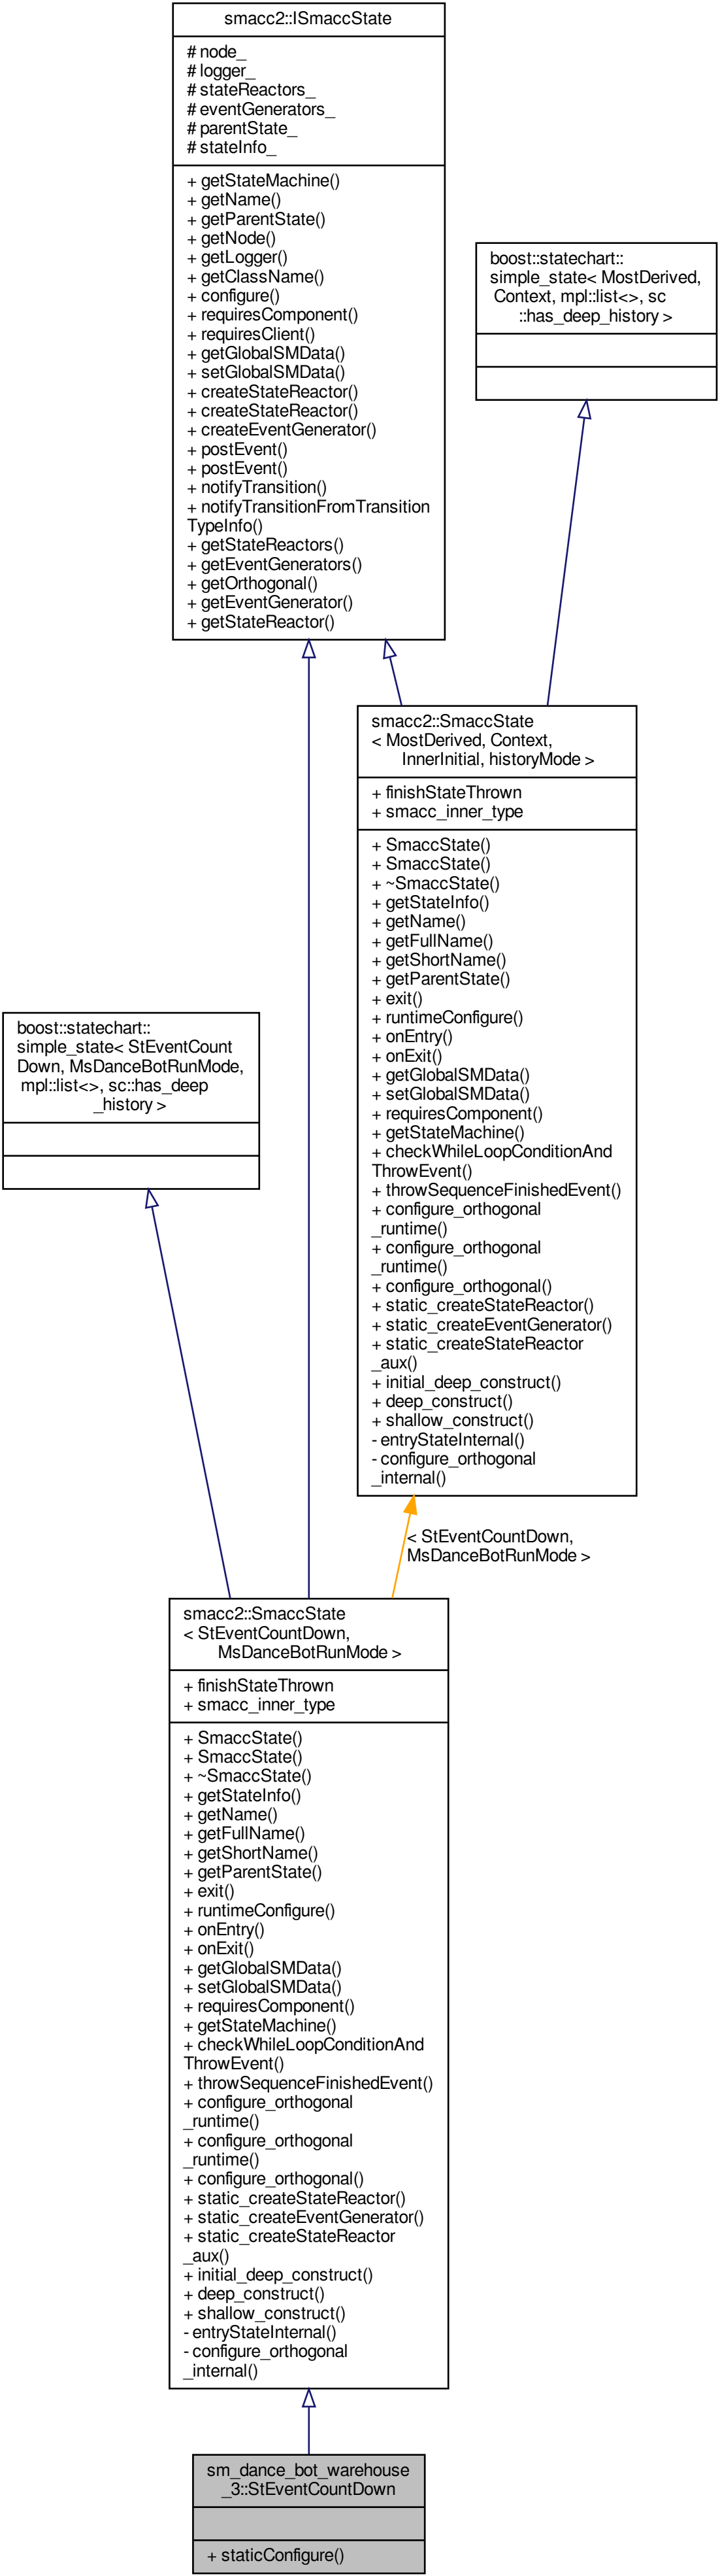 smacc2::ISmaccState
# node_
# logger_
# stateReactors_
# eventGenerators_
# parentState_
# stateInfo_
+ getStateMachine()
+ getName()
+ getParentState()
+ getNode()
+ getLogger()
+ getClassName()
+ configure()
+ requiresComponent()
+ requiresClient()
+ getGlobalSMData()
+ setGlobalSMData()
+ createStateReactor()
+ createStateReactor()
+ createEventGenerator()
+ postEvent()
+ postEvent()
+ notifyTransition()
+ notifyTransitionFromTransition
TypeInfo()
+ getStateReactors()
+ getEventGenerators()
+ getOrthogonal()
+ getEventGenerator()
+ getStateReactor()
boost::statechart::
simple_state< MostDerived,
Context, mpl::list<>, sc
::has_deep_history >
smacc2::SmaccState
< MostDerived, Context,
InnerInitial, historyMode >
+ finishStateThrown
+ smacc_inner_type
+ SmaccState()
+ SmaccState()
+ ~SmaccState()
+ getStateInfo()
+ getName()
+ getFullName()
+ getShortName()
+ getParentState()
+ exit()
+ runtimeConfigure()
+ onEntry()
+ onExit()
+ getGlobalSMData()
+ setGlobalSMData()
+ requiresComponent()
+ getStateMachine()
+ checkWhileLoopConditionAnd
ThrowEvent()
+ throwSequenceFinishedEvent()
+ configure_orthogonal
_runtime()
+ configure_orthogonal
_runtime()
+ configure_orthogonal()
+ static_createStateReactor()
+ static_createEventGenerator()
+ static_createStateReactor
_aux()
+ initial_deep_construct()
+ deep_construct()
+ shallow_construct()
- entryStateInternal()
- configure_orthogonal
_internal()
boost::statechart::
simple_state< StEventCount
Down, MsDanceBotRunMode,
mpl::list<>, sc::has_deep
_history >
< StEventCountDown,
MsDanceBotRunMode >
smacc2::SmaccState
< StEventCountDown,
MsDanceBotRunMode >
+ finishStateThrown
+ smacc_inner_type
+ SmaccState()
+ SmaccState()
+ ~SmaccState()
+ getStateInfo()
+ getName()
+ getFullName()
+ getShortName()
+ getParentState()
+ exit()
+ runtimeConfigure()
+ onEntry()
+ onExit()
+ getGlobalSMData()
+ setGlobalSMData()
+ requiresComponent()
+ getStateMachine()
+ checkWhileLoopConditionAnd
ThrowEvent()
+ throwSequenceFinishedEvent()
+ configure_orthogonal
_runtime()
+ configure_orthogonal
_runtime()
+ configure_orthogonal()
+ static_createStateReactor()
+ static_createEventGenerator()
+ static_createStateReactor
_aux()
+ initial_deep_construct()
+ deep_construct()
+ shallow_construct()
- entryStateInternal()
- configure_orthogonal
_internal()
sm_dance_bot_warehouse
_3::StEventCountDown
+ staticConfigure()